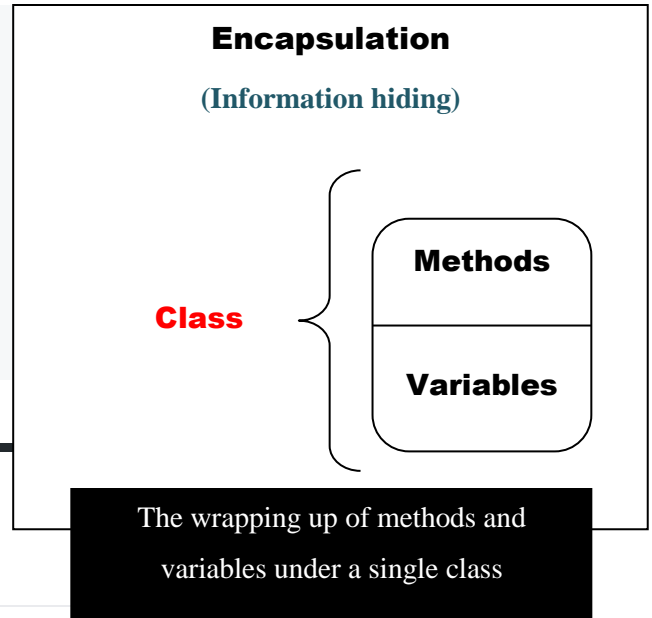 Encapsulation
(Information hiding)
Methods
Class
Variables
The wrapping up of methods and
variables under a single class